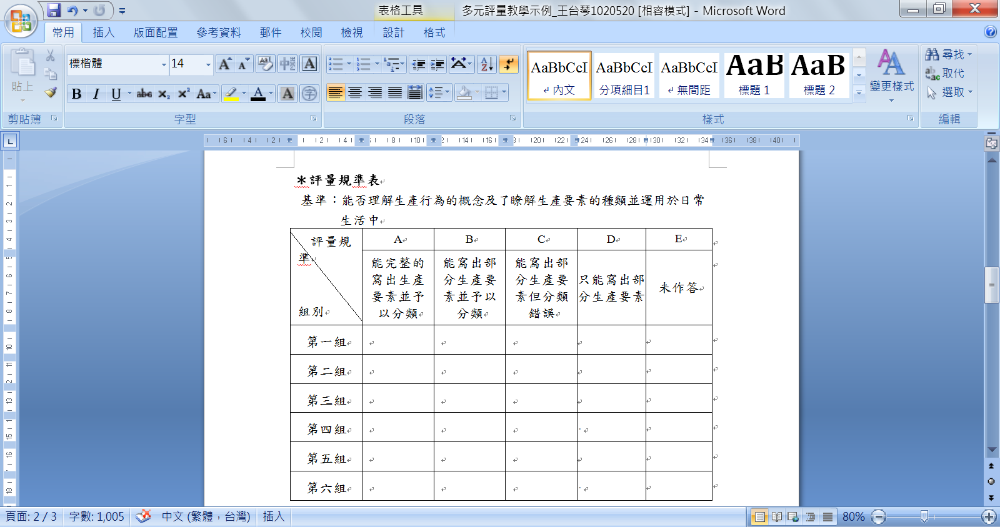 表格工具
多元評量教學示例_王台琴1020520 [相容模式] - Microsoft Word
常用 插入 版面配置 參考資料 郵件 校閱 檢視 設計 格式
貼上
剪貼簿
標楷體 14
B I U abc x₂ x² Aa A A
字型
段落
AaBbCcI AaBbCcI AaBbCcI AaB AaB
內文 分項細目1 無間距 標題 1 標題 2
變更樣式
樣式
尋找
取代
選取
編輯
＊評量規準表
基準：能否理解生產行為的概念及了瞭解生產要素的種類並運用於日常
生活中
評量規
準
組別
A B C D E
能完整的
寫出生產
要素並予
以分類
能寫出部
分生產要
素並予以
分類
能寫出部
分生產要
素但分類
錯誤
只能寫出部
分生產要素
未作答
第一組
第二組
第三組
第四組
第五組
第六組
頁面: 2 / 3 字數: 1,005 中文 (繁體，台灣) 插入 80%